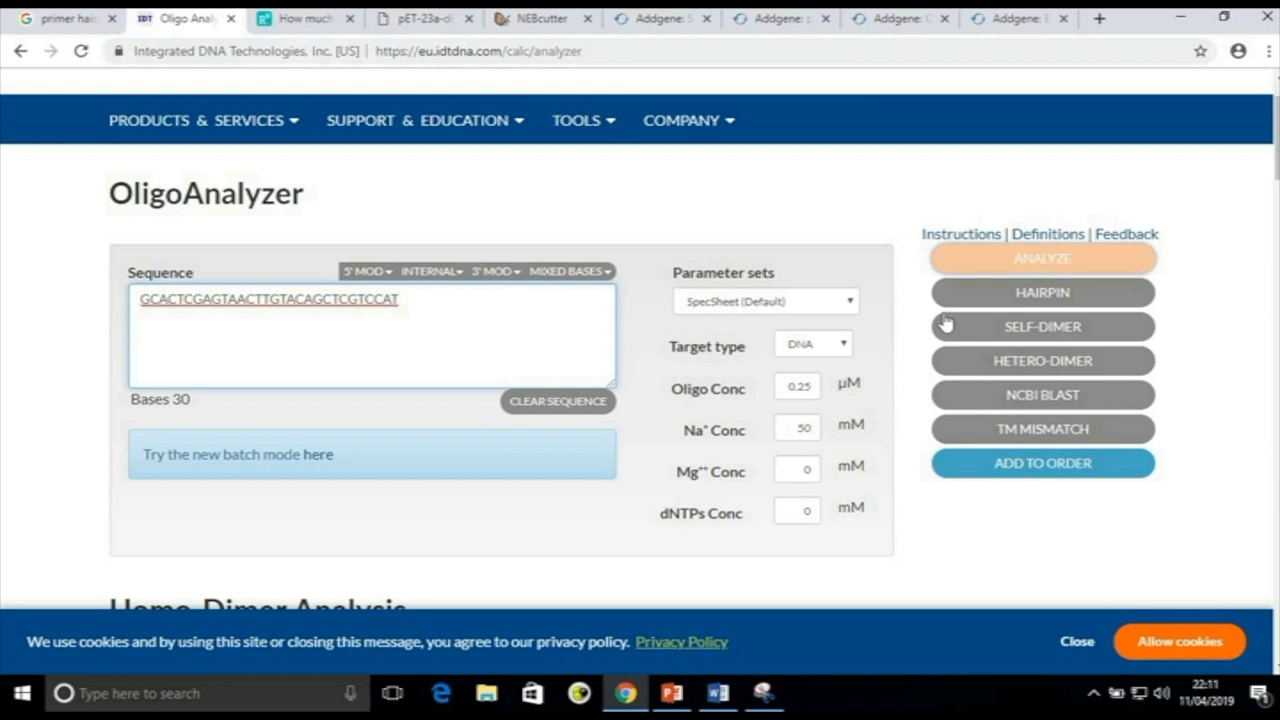 primer hair
IDT Oligo Anal
How much
pET-23a-d
NEBcutter
Addgene: S
Addgene: p
Addgene: C
Addgene: E
Integrated DNA Technologies, Inc. [US] | https://eu.idtdna.com/calc/analyzer
PRODUCTS & SERVICES SUPPORT & EDUCATION TOOLS COMPANY
OligoAnalyzer
Instructions | Definitions | Feedback
Sequence
5' MOD INTERNAL 3' MOD MIXED BASES
GCACTCGAGTAACTTGTACAGCTCGTCCAT
Bases 30
CLEAR SEQUENCE
Try the new batch mode here
Parameter sets
SpecSheet (Default)
Target type DNA
Oligo Conc 0.25 µM
Na⁺ Conc 50 mM
Mg⁺⁺ Conc 0 mM
dNTPs Conc 0 mM
ANALYZE
HAIRPIN
SELF-DIMER
HETERO-DIMER
NCBI BLAST
TM MISMATCH
ADD TO ORDER
Homo-Dimer Analysis
We use cookies and by using this site or closing this message, you agree to our privacy policy. Privacy Policy
Close
Allow cookies
Type here to search
22:11
11/04/2019